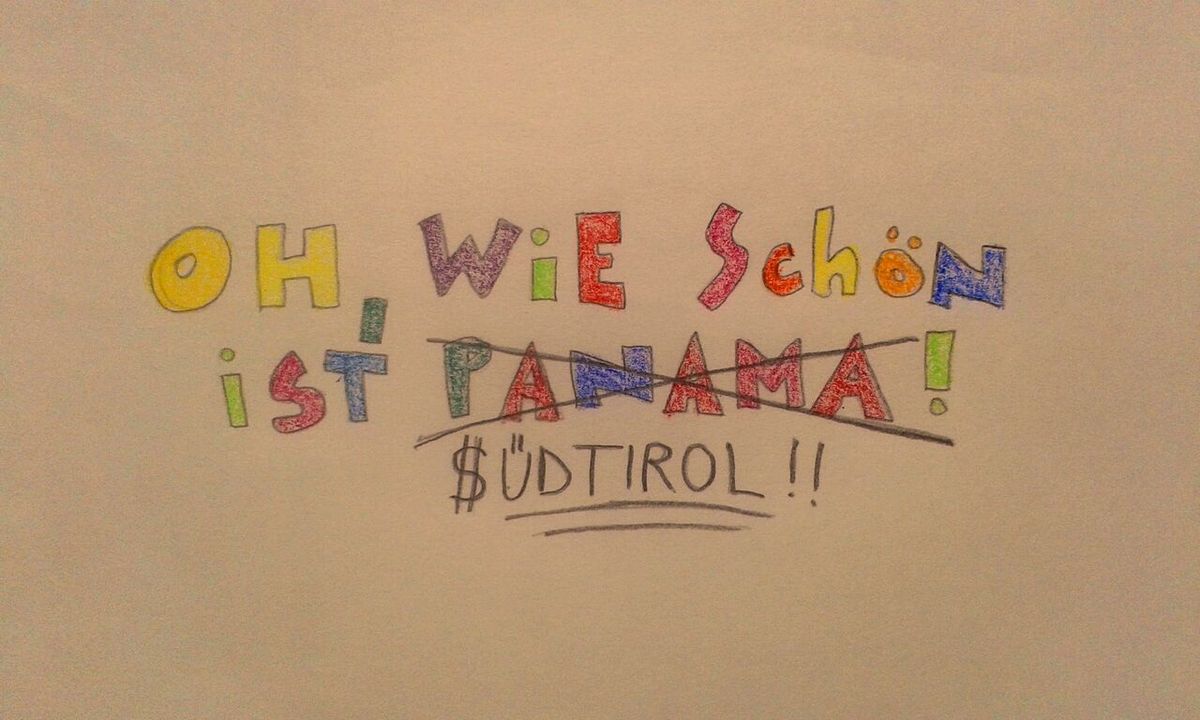 OH, WiE SchöN
iST PANAMA!
$ÜDTIROL!!